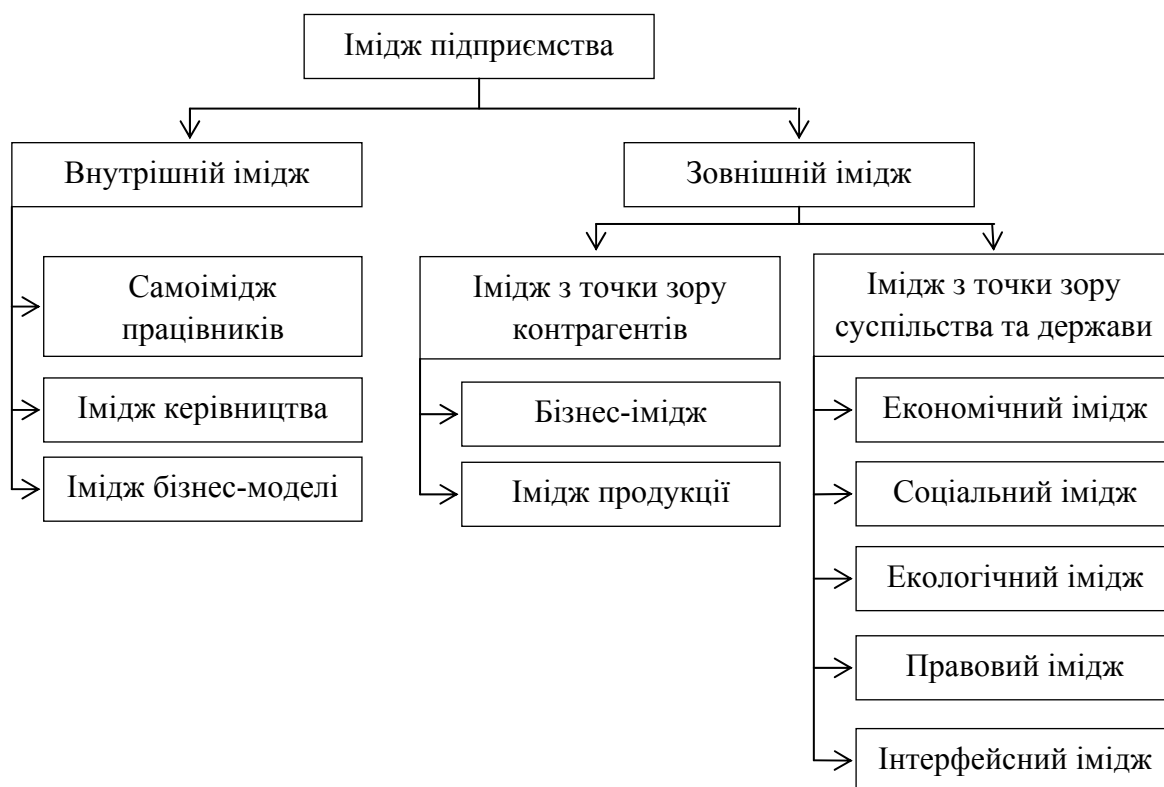 Імідж підприємства
Внутрішній імідж
Зовнішній імідж
Самоімідж
працівників
Імідж керівництва
Імідж бізнес-моделі
Імідж з точки зору
контрагентів
Бізнес-імідж
Імідж продукції
Імідж з точки зору
суспільства та держави
Економічний імідж
Соціальний імідж
Екологічний імідж
Правовий імідж
Інтерфейсний імідж